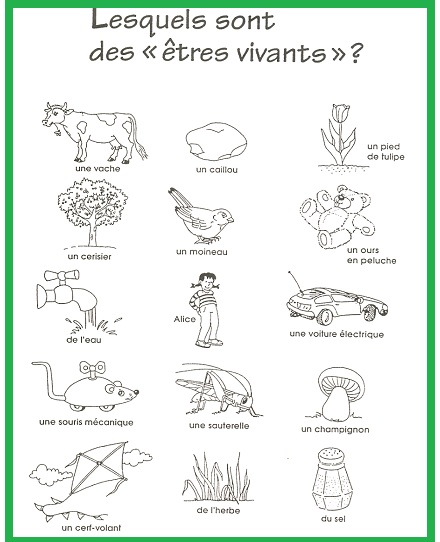 Lesquels sont
des « êtres vivants » ?
une vache
un caillou
un pied
de tulipe
un cerisier
un moineau
un ours
en peluche
de l'eau
Alice
une voiture électrique
une souris mécanique
une sauterelle
un champignon
un cerf-volant
de l'herbe
du sel